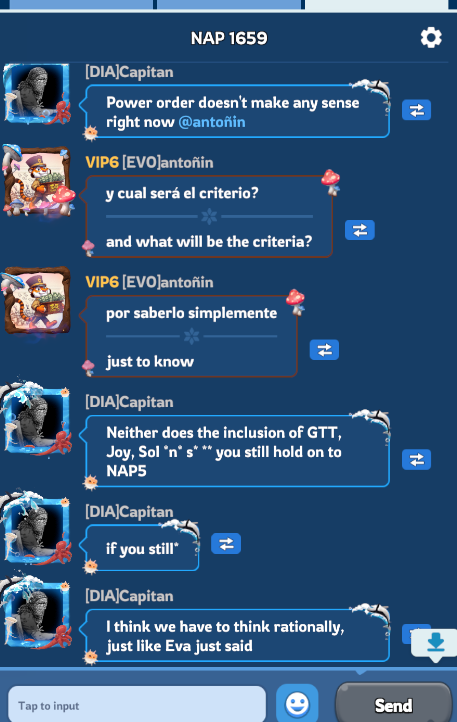 NAP 1659
[DIA]Capitan
Power order doesn't make any sense
right now @antoñin
VIP6 [EVO]antoñin
y cual será el criterio?
and what will be the criteria?
VIP6 [EVO]antoñin
por saberlo simplemente
just to know
[DIA]Capitan
Neither does the inclusion of GTT,
Joy, Sol *n* s* ** you still hold on to
NAP5
[DIA]Capitan
if you still*
[DIA]Capitan
I think we have to think rationally,
just like Eva just said
Tap to input
Send